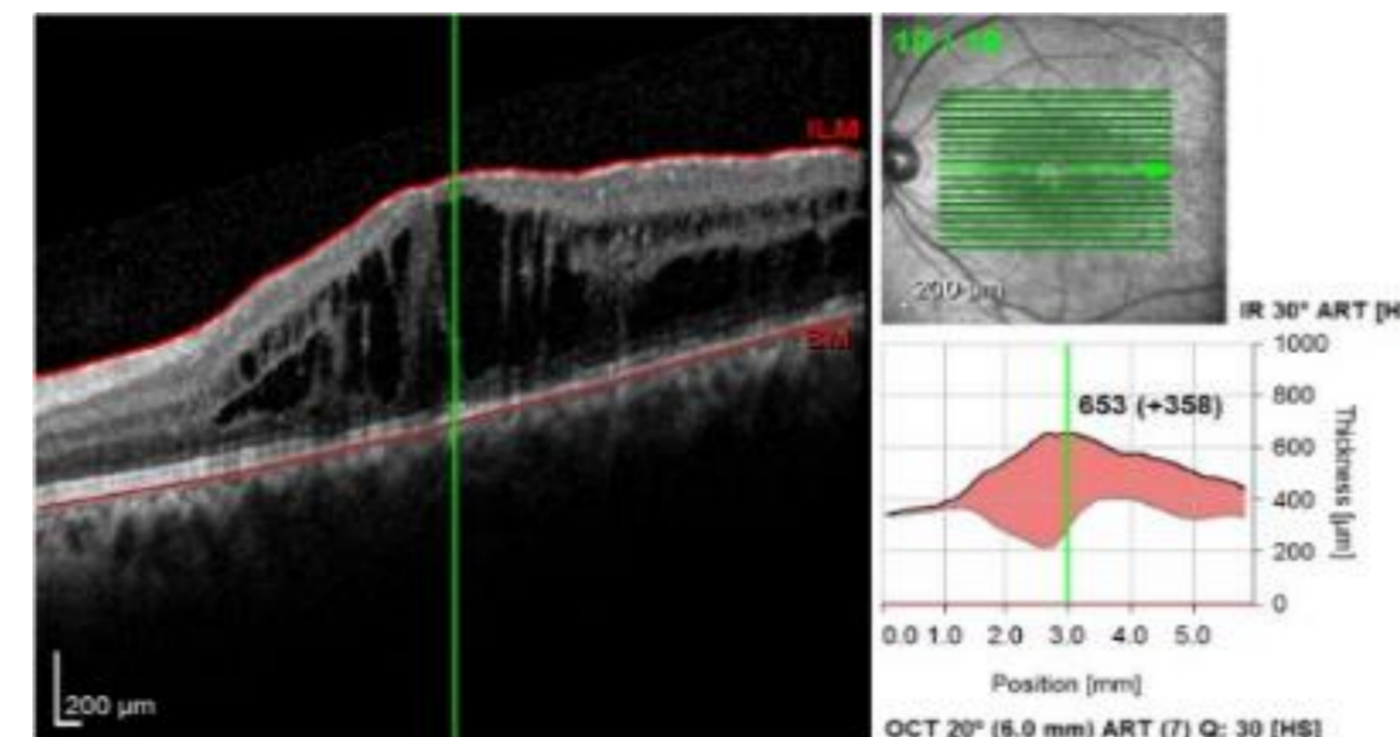 ILM
BM
200 µm
200 µm
IR 30° ART [H
1000
800
600
400
200
0
653 (+358)
Thickness [µm]
0.0 1.0 2.0 3.0 4.0 5.0
Position [mm]
OCT 20° (6.0 mm) ART (7) Q: 30 [HS]